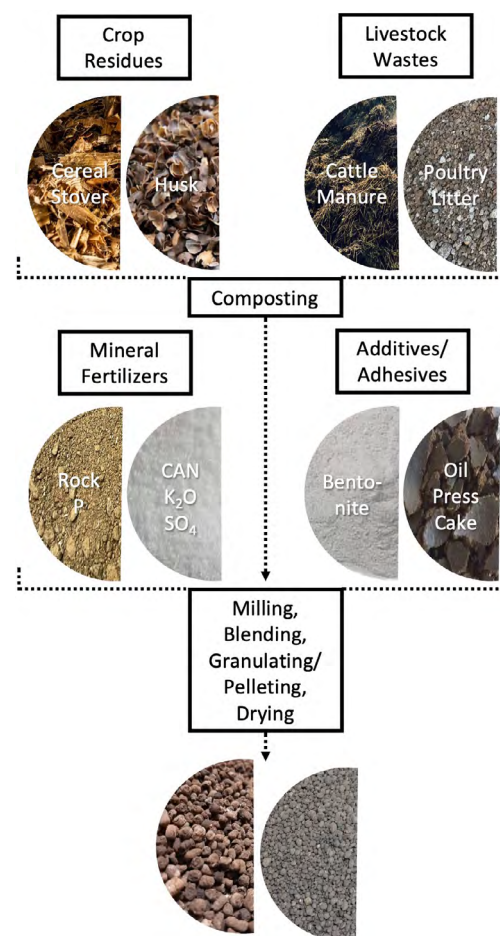 Crop
Residues
Livestock
Wastes
Cereal
Stover
Husk
Cattle
Manure
Poultry
Litter
Composting
Mineral
Fertilizers
Additives/
Adhesives
Rock
P
CAN
K₂O
SO₄
Bento-
nite
Oil
Press
Cake
Milling,
Blending,
Granulating/
Pelleting,
Drying